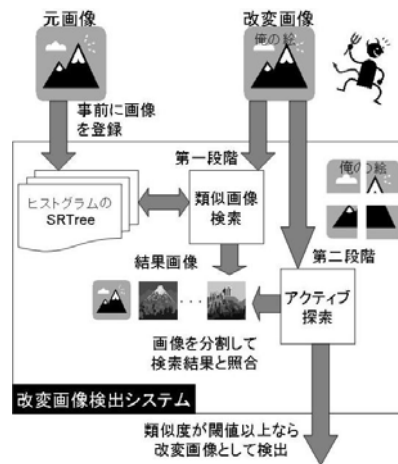 元画像
改変画像
俺の絵
事前に画像
を登録
第一段階
ヒストグラムの
SRTree
類似画像
検索
俺の絵
第二段階
結果画像
アクティブ
探索
画像を分割して
検索結果と照合
改変画像検出システム
類似度が閾値以上なら
改変画像として検出